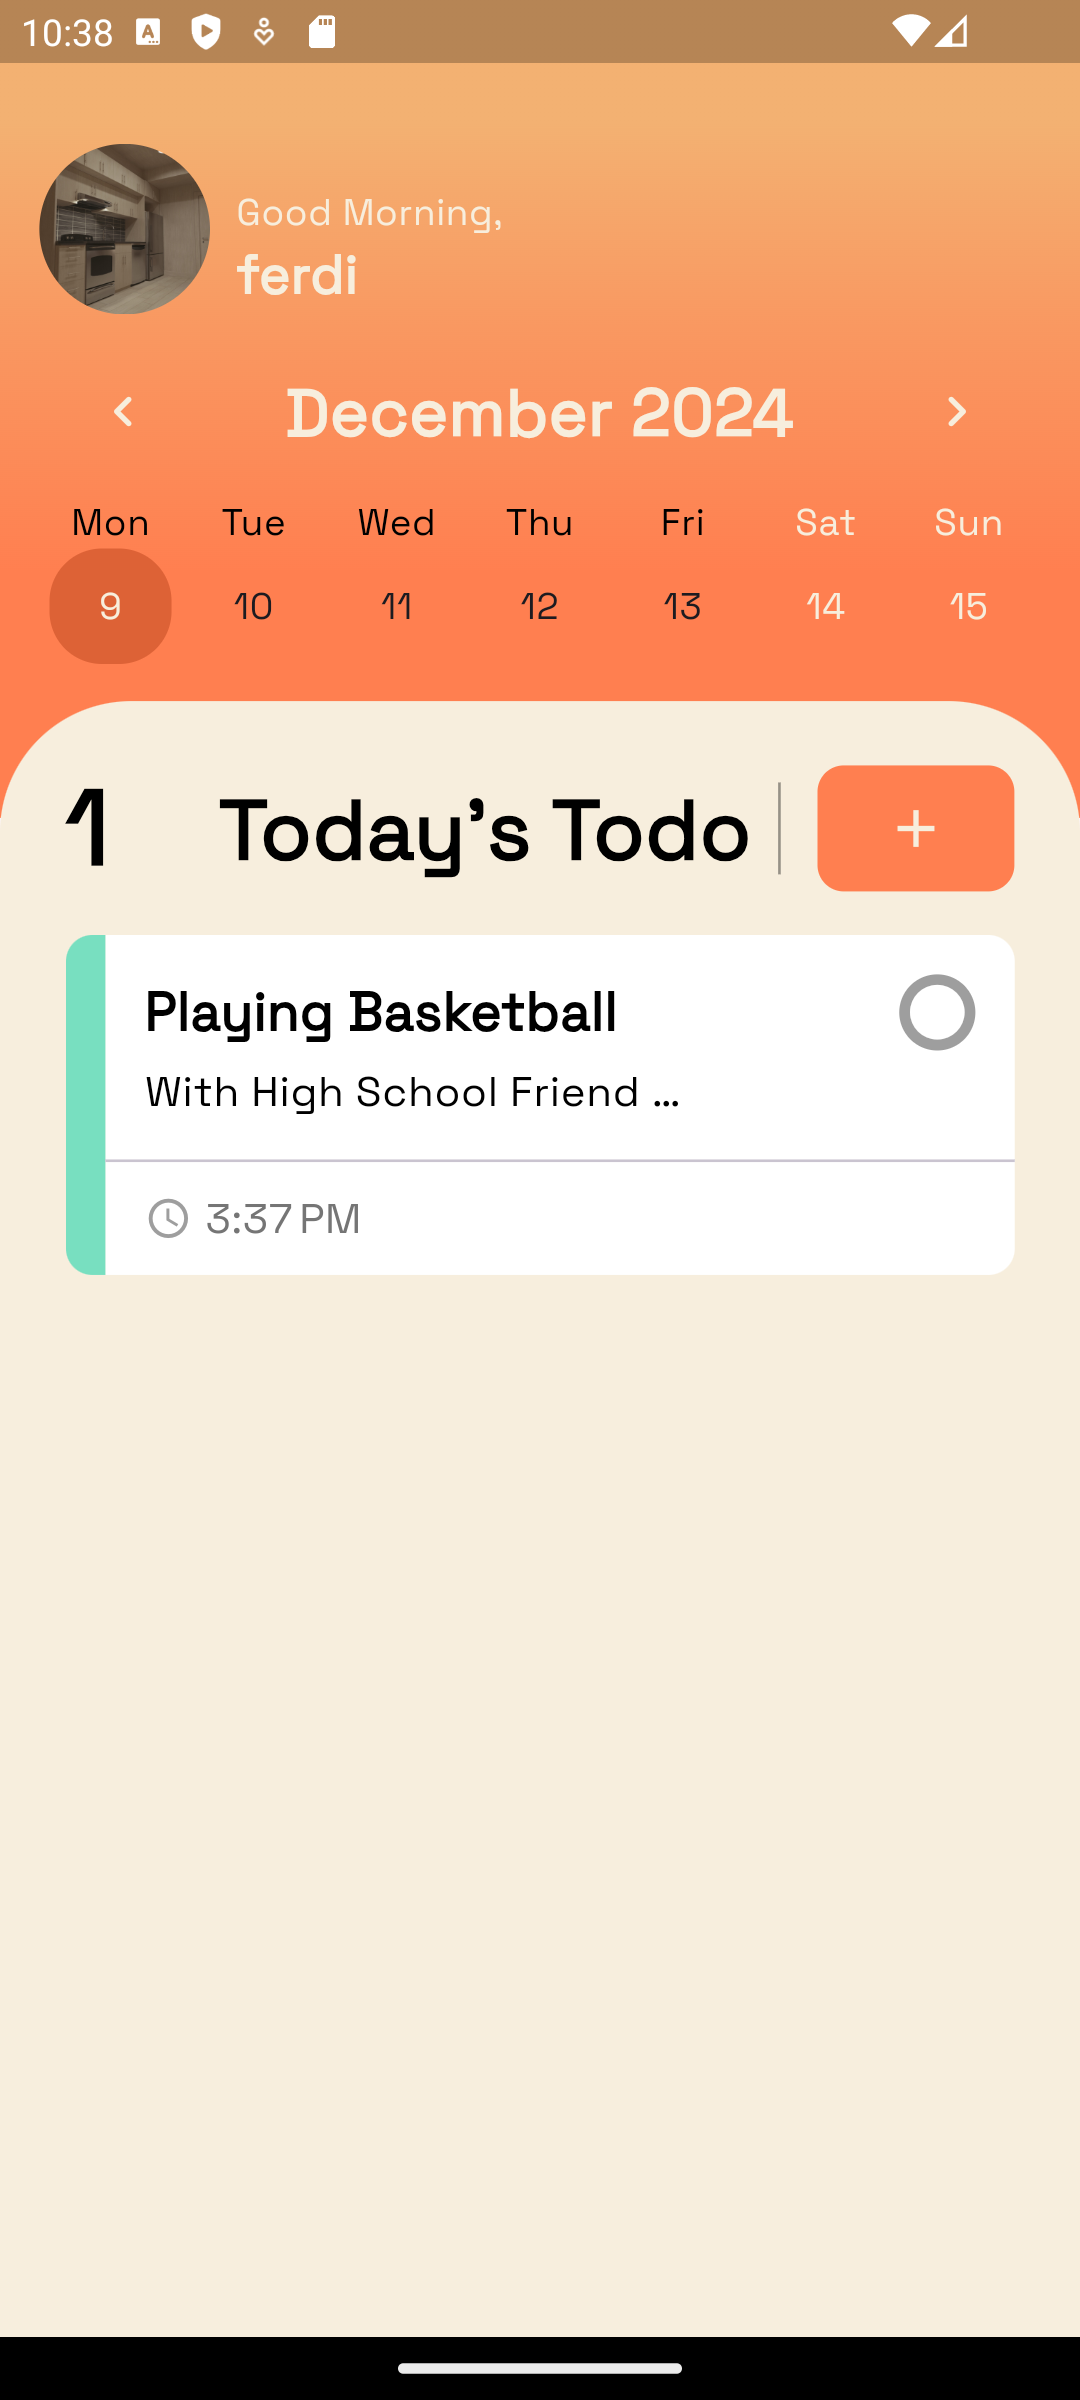 10:38
Good Morning,
ferdi
December 2024
Mon Tue Wed Thu Fri Sat Sun
9 10 11 12 13 14 15
1 Today's Todo +
Playing Basketball
With High School Friend ...
3:37 PM